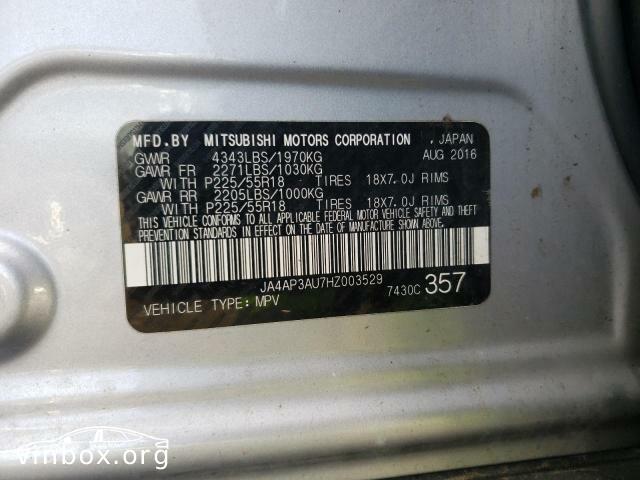 MFD.BY MITSUBISHI MOTORS CORPORATION , JAPAN
GVWR 4343LBS/1970KG AUG 2016
GAWR FR 2271LBS/1030KG
WITH P225/55R18 TIRES 18X7.0J RIMS
GAWR RR 2205LBS/1000KG
WITH P225/55R18 TIRES 18X7.0J RIMS
THIS VEHICLE CONFORMS TO ALL APPLICABLE FEDERAL MOTOR VEHICLE SAFETY AND THEFT
PREVENTION STANDARDS IN EFFECT ON THE DATE OF MANUFACTURE SHOWN ABOVE.
JA4AP3AU7HZ003529
7430C 357
VEHICLE TYPE: MPV
vinbox.org